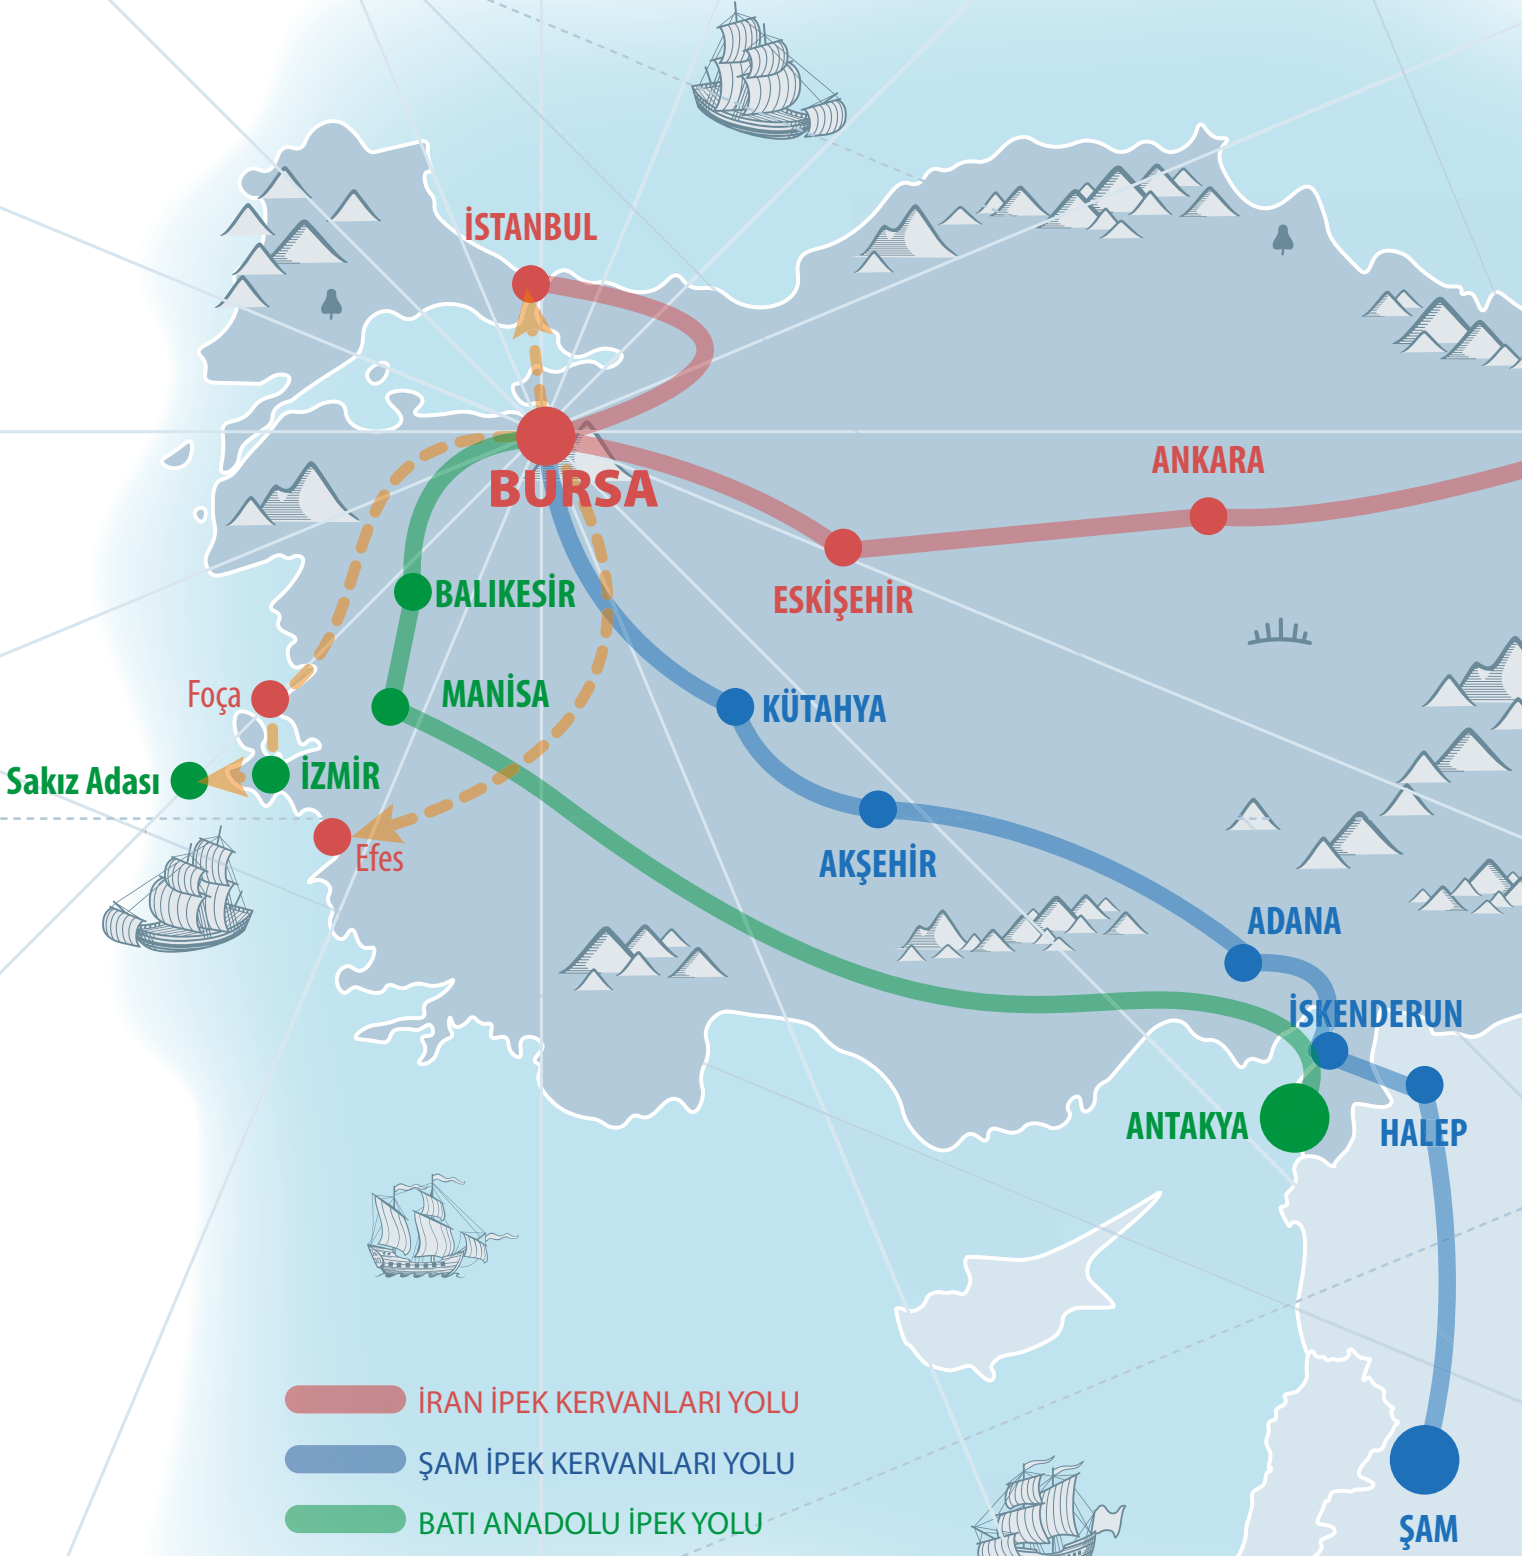 İSTANBUL
ANKARA
BURSA
ESKİŞEHİR
BALIKESİR
Foça
MANİSA
KÜTAHYA
Sakız Adası
İZMİR
Efes
AKŞEHİR
ADANA
İSKENDERUN
ANTAKYA
HALEP
İRAN İPEK KERVANLARI YOLU
ŞAM İPEK KERVANLARI YOLU
BATI ANADOLU İPEK YOLU
ŞAM